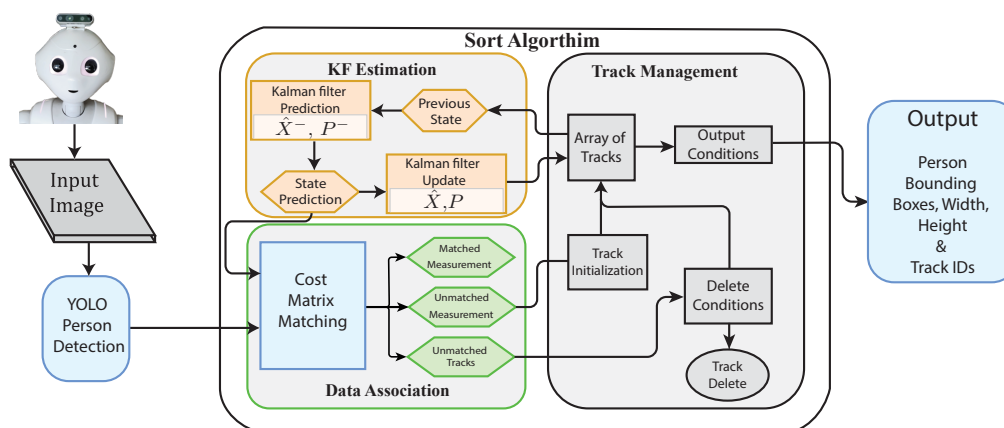 Sort Algorthim
KF Estimation
Kalman filter
Prediction
X̂⁻, P⁻
Previous
State
State
Prediction
Kalman filter
Update
X̂,P
Track Management
Array of
Tracks
Output
Conditions
Track
Initialization
Delete
Conditions
Track
Delete
Input
Image
YOLO
Person
Detection
Cost
Matrix
Matching
Matched
Measurement
Unmatched
Measurement
Unmatched
Tracks
Data Association
Output
Person
Bounding
Boxes, Width,
Height
&
Track IDs